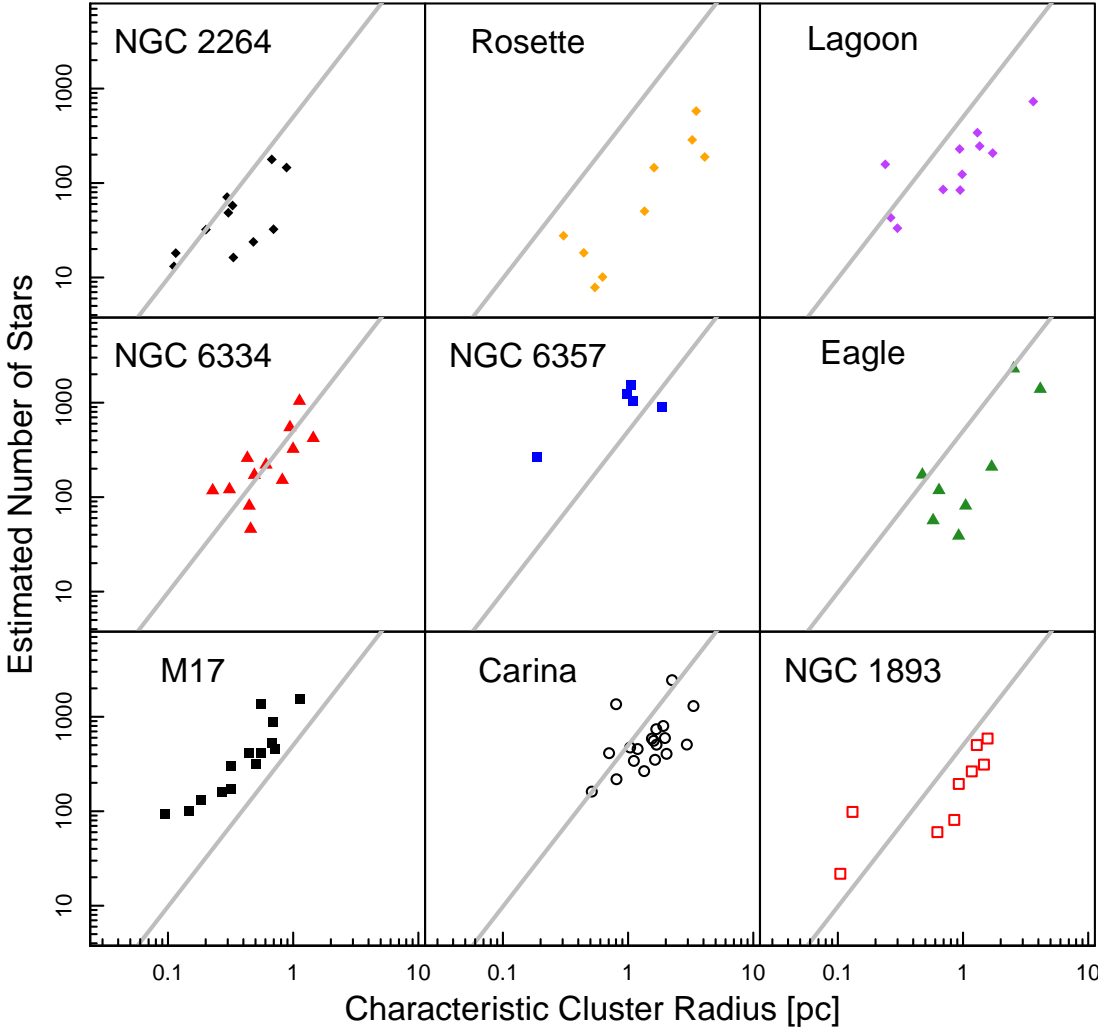 NGC 2264
Rosette
Lagoon
1000
100
10
NGC 6334
NGC 6357
Eagle
1000
100
10
Estimated Number of Stars
M17
Carina
NGC 1893
1000
100
10
0.1 1 10
0.1 1 10
0.1 1 10
Characteristic Cluster Radius [pc]